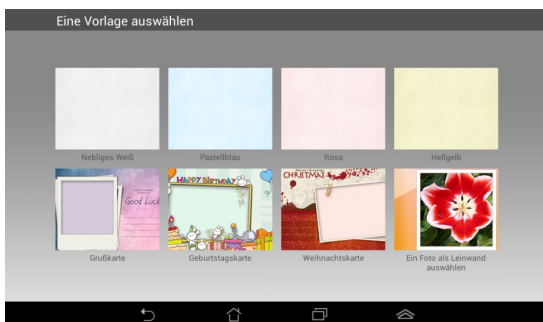 Eine Vorlage auswählen
Nebliges Weiß
Pastellblau
Rosa
Hellgelb
Good Luck
HAPPY BIRTHDAY
CHRISTMAS
Grußkarte
Geburtstagskarte
Weihnachtskarte
Ein Foto als Leinwand
auswählen